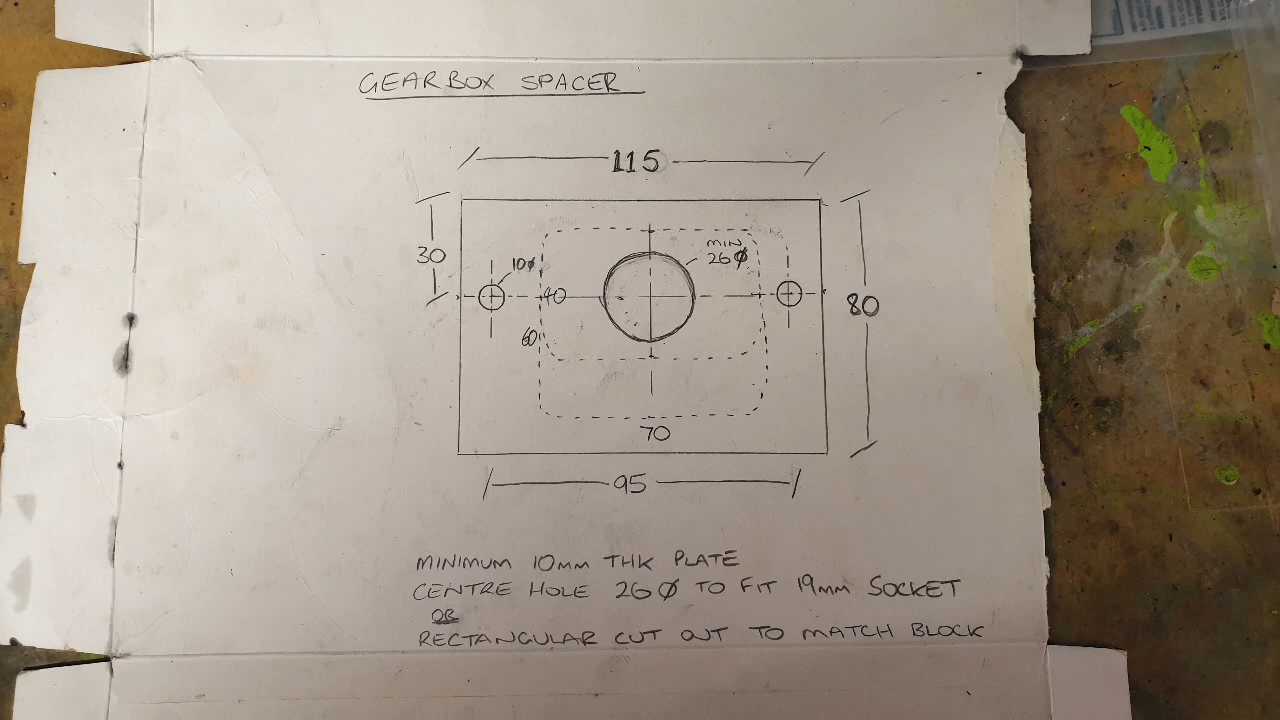 GEARBOX SPACER
115
30
10ø
MIN
26ø
40
80
60
70
95
MINIMUM 10MM THK PLATE
CENTRE HOLE 26Ø TO FIT 19MM SOCKET
OR
RECTANGULAR CUT OUT TO MATCH BLOCK